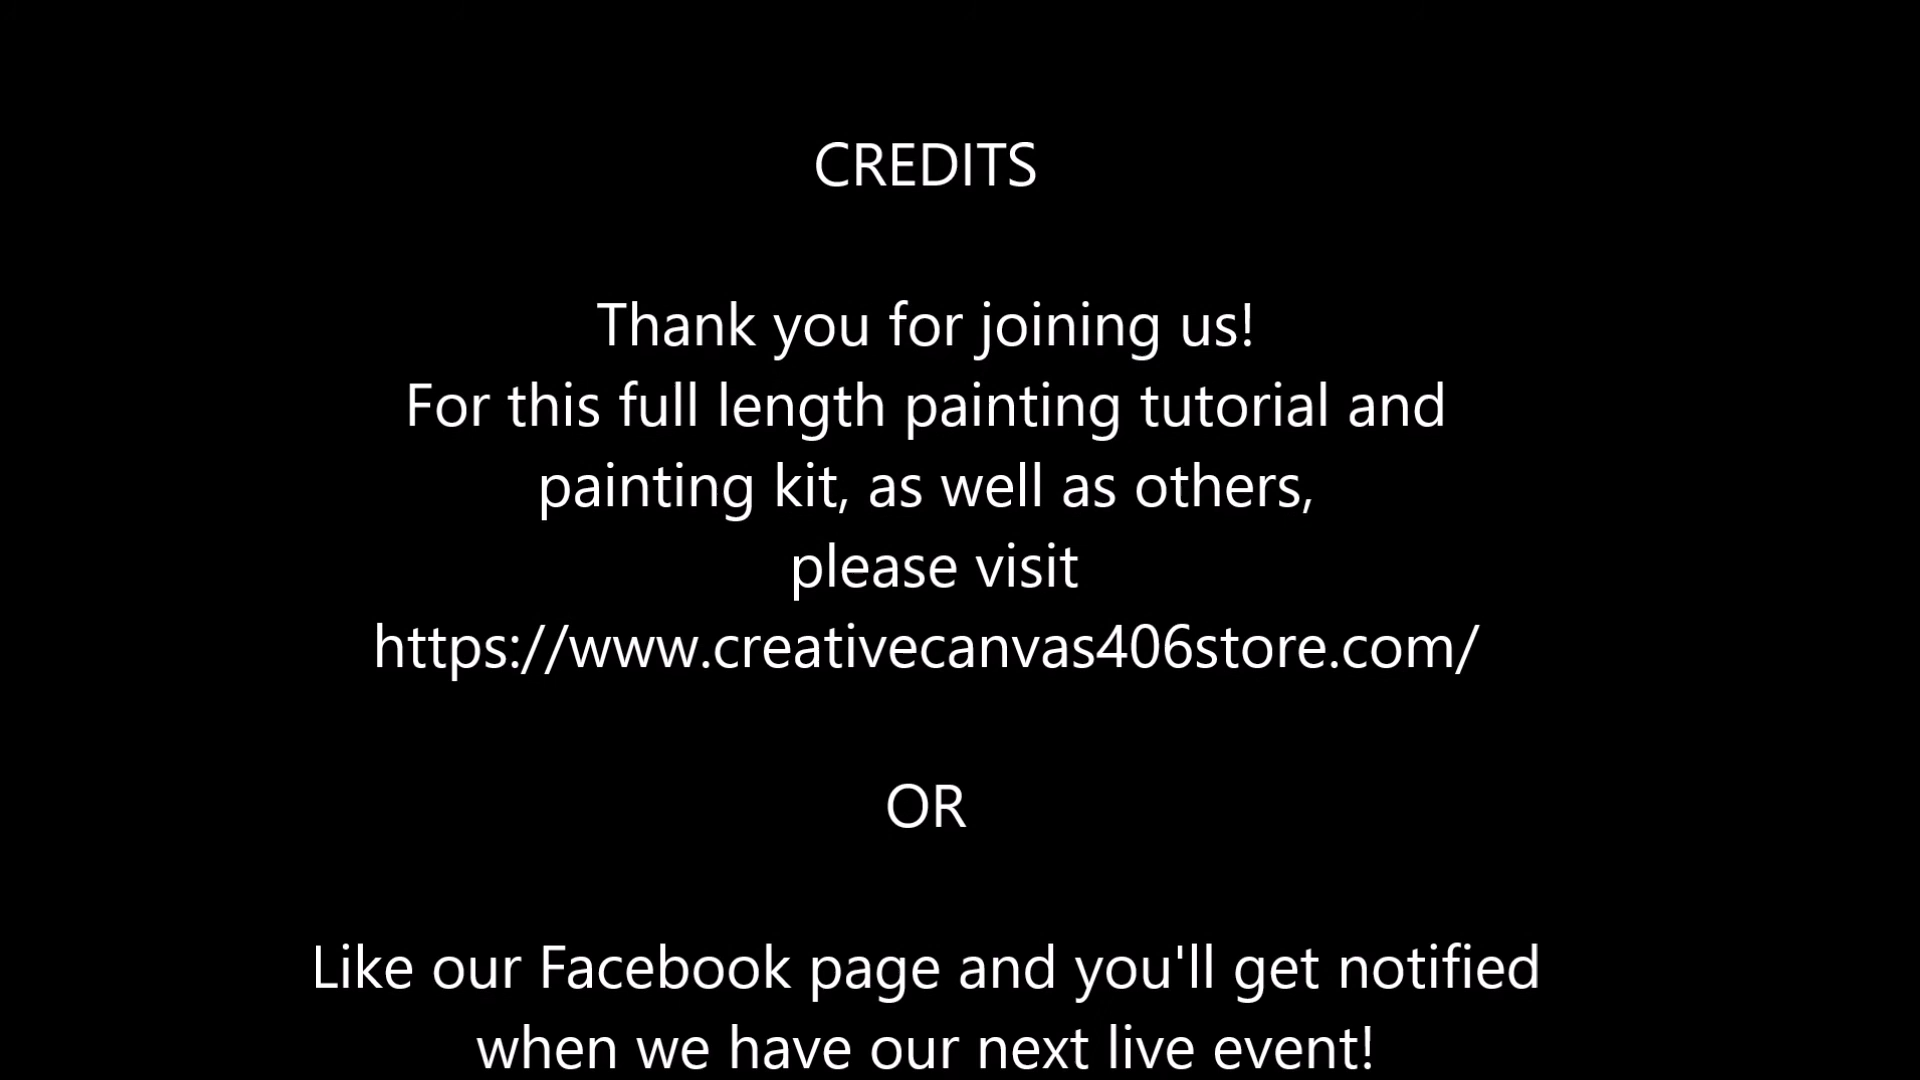 CREDITS
Thank you for joining us!
For this full length painting tutorial and
painting kit, as well as others,
please visit
https://www.creativecanvas406store.com/
OR
Like our Facebook page and you'll get notified
when we have our next live event!